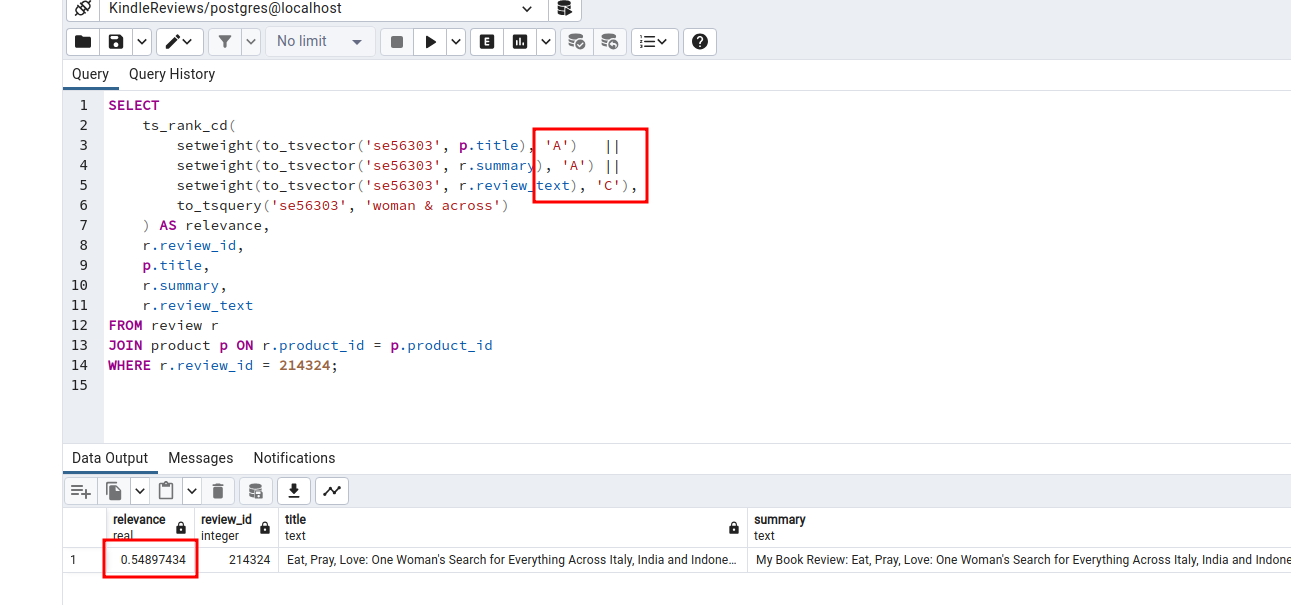 KindleReviews/postgres@localhost
No limit
E
Query Query History
1 SELECT
2 ts_rank_cd(
3 setweight(to_tsvector('se56303', p.title), 'A') ||
4 setweight(to_tsvector('se56303', r.summary), 'A') ||
5 setweight(to_tsvector('se56303', r.review_text), 'C'),
6 to_tsquery('se56303', 'woman & across')
7 ) AS relevance,
8 r.review_id,
9 p.title,
10 r.summary,
11 r.review_text
12 FROM review r
13 JOIN product p ON r.product_id = p.product_id
14 WHERE r.review_id = 214324;
15
Data Output Messages Notifications
relevance review_id title summary
real integer text text
1 0.54897434 214324 Eat, Pray, Love: One Woman's Search for Everything Across Italy, India and Indone... My Book Review: Eat, Pray, Love: One Woman's Search for Everything Across Italy, India and Indone